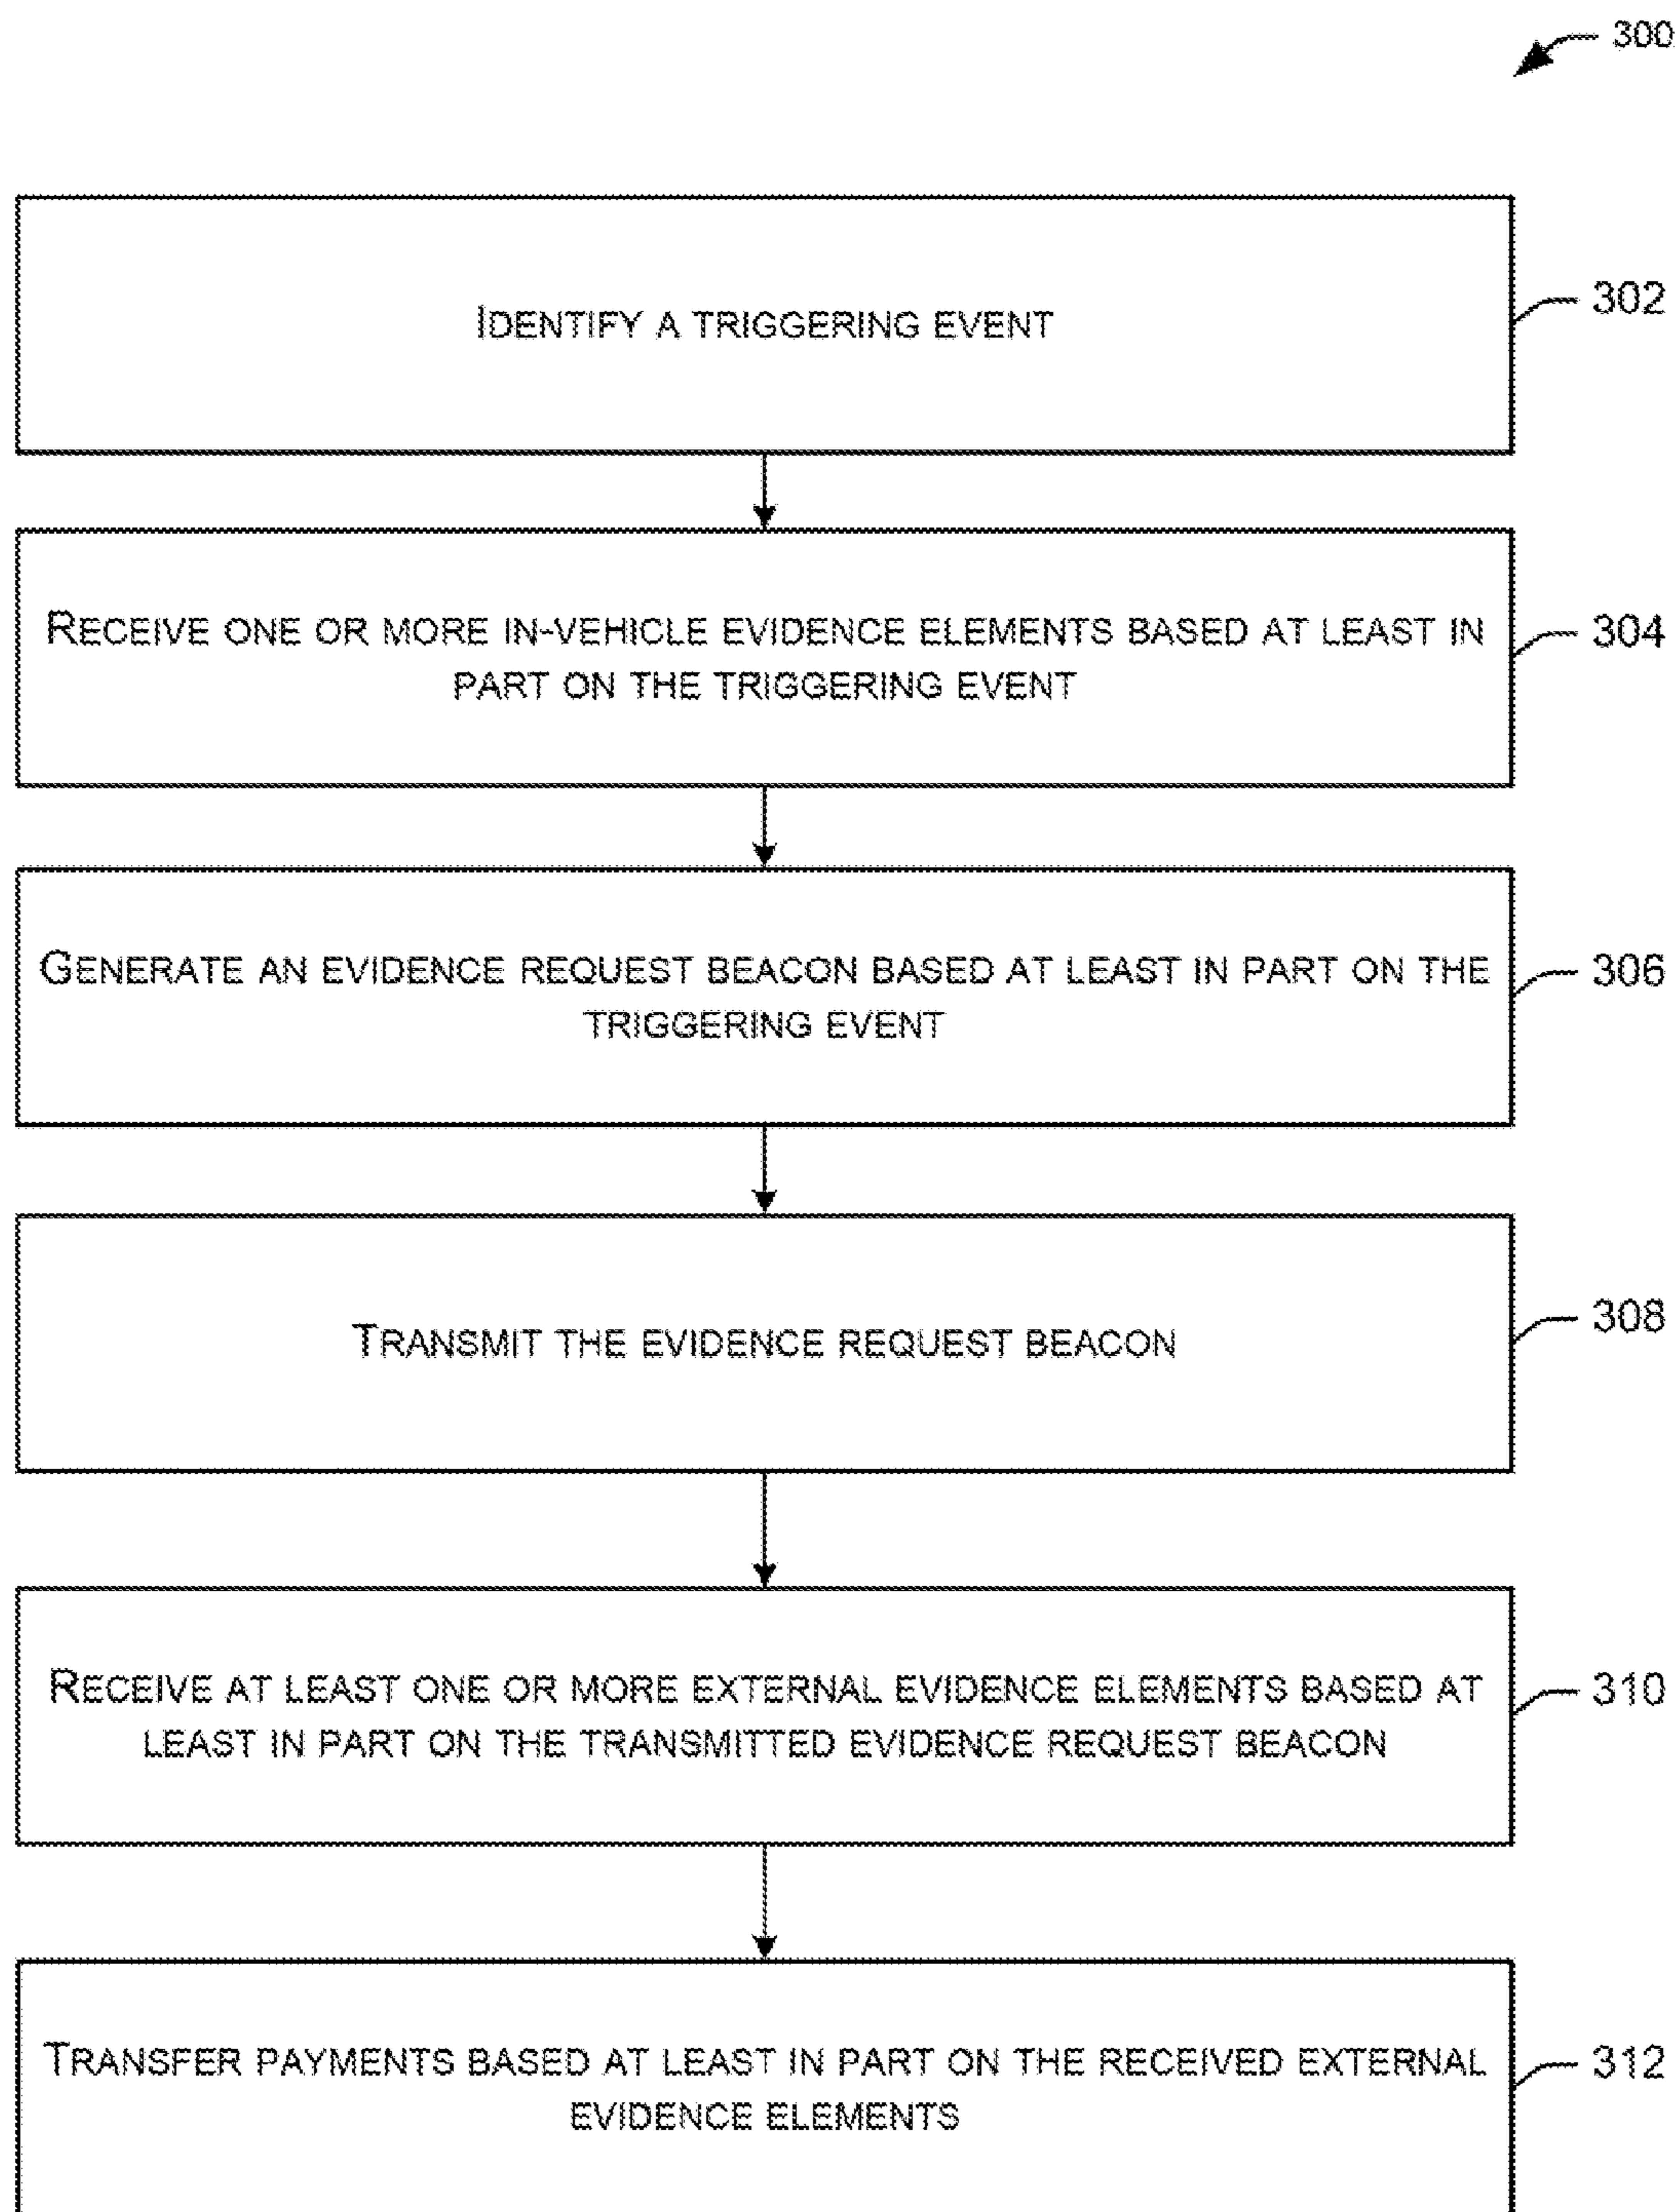 300
IDENTIFY A TRIGGERING EVENT
302
RECEIVE ONE OR MORE IN-VEHICLE EVIDENCE ELEMENTS BASED AT LEAST IN
PART ON THE TRIGGERING EVENT
304
GENERATE AN EVIDENCE REQUEST BEACON BASED AT LEAST IN PART ON THE
TRIGGERING EVENT
306
TRANSMIT THE EVIDENCE REQUEST BEACON
308
RECEIVE AT LEAST ONE OR MORE EXTERNAL EVIDENCE ELEMENTS BASED AT
LEAST IN PART ON THE TRANSMITTED EVIDENCE REQUEST BEACON
310
TRANSFER PAYMENTS BASED AT LEAST IN PART ON THE RECEIVED EXTERNAL
EVIDENCE ELEMENTS
312